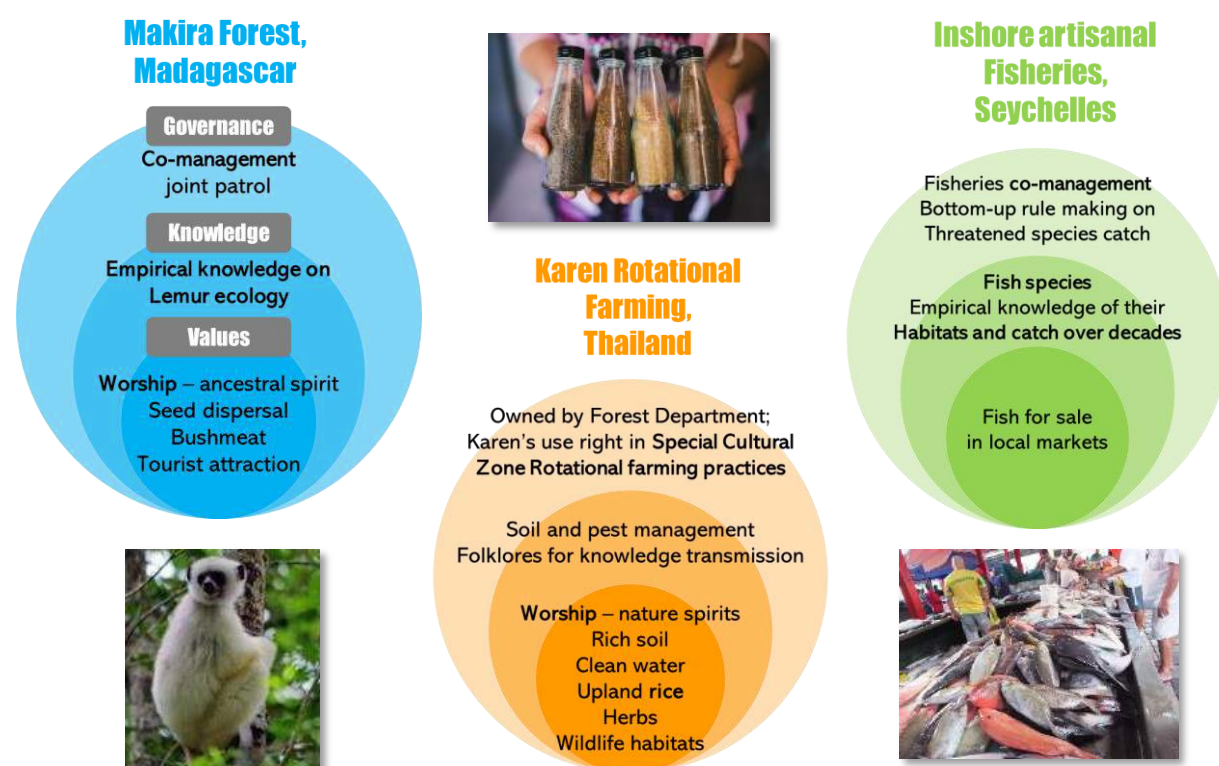 Makira Forest,
Madagascar
Governance
Co-management
joint patrol
Knowledge
Empirical knowledge on
Lemur ecology
Values
Worship – ancestral spirit
Seed dispersal
Bushmeat
Tourist attraction
Karen Rotational
Farming,
Thailand
Owned by Forest Department;
Karen's use right in Special Cultural
Zone Rotational farming practices
Soil and pest management
Folklores for knowledge transmission
Worship – nature spirits
Rich soil
Clean water
Upland rice
Herbs
Wildlife habitats
Inshore artisanal
Fisheries,
Seychelles
Fisheries co-management
Bottom-up rule making on
Threatened species catch
Fish species
Empirical knowledge of their
Habitats and catch over decades
Fish for sale
in local markets